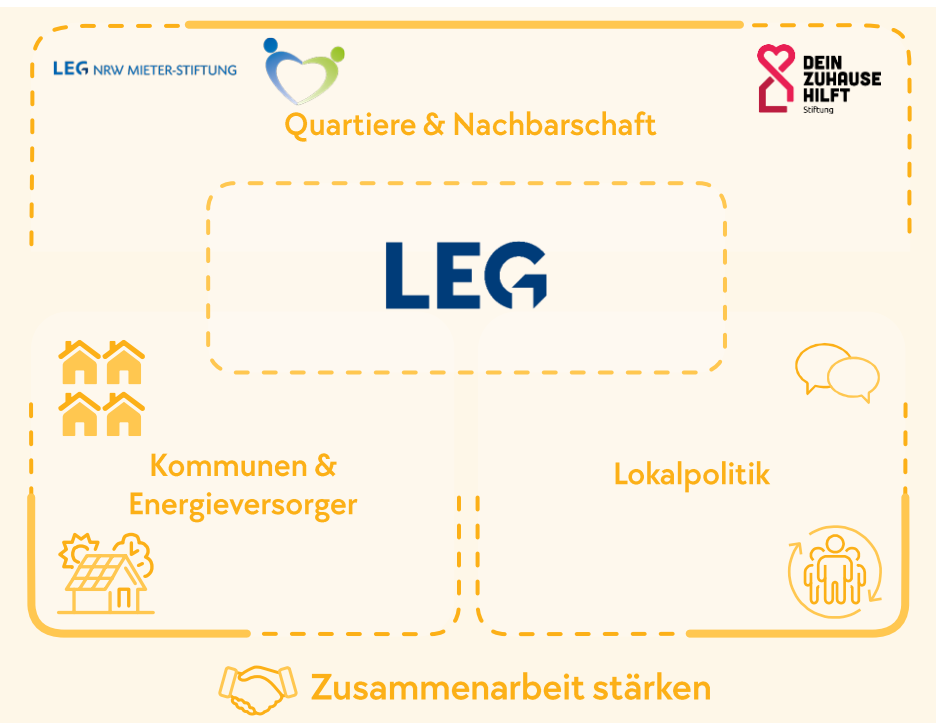 LEG NRW MIETER-STIFTUNG
DEIN
ZUHAUSE
HILFT
Stiftung
Quartiere & Nachbarschaft
LEG
Kommunen &
Energieversorger
Lokalpolitik
Zusammenarbeit stärken